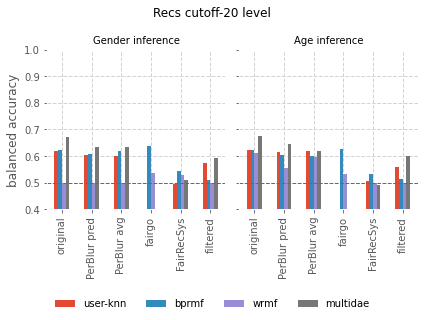 Recs cutoff-20 level
Gender inference
Age inference
balanced accuracy
1.0
0.9
0.8
0.7
0.6
0.5
0.4
original
PerBlur pred
PerBlur avg
fairgo
FairRecSys
filtered
original
PerBlur pred
PerBlur avg
fairgo
FairRecSys
filtered
user-knn
bprmf
wrmf
multidae